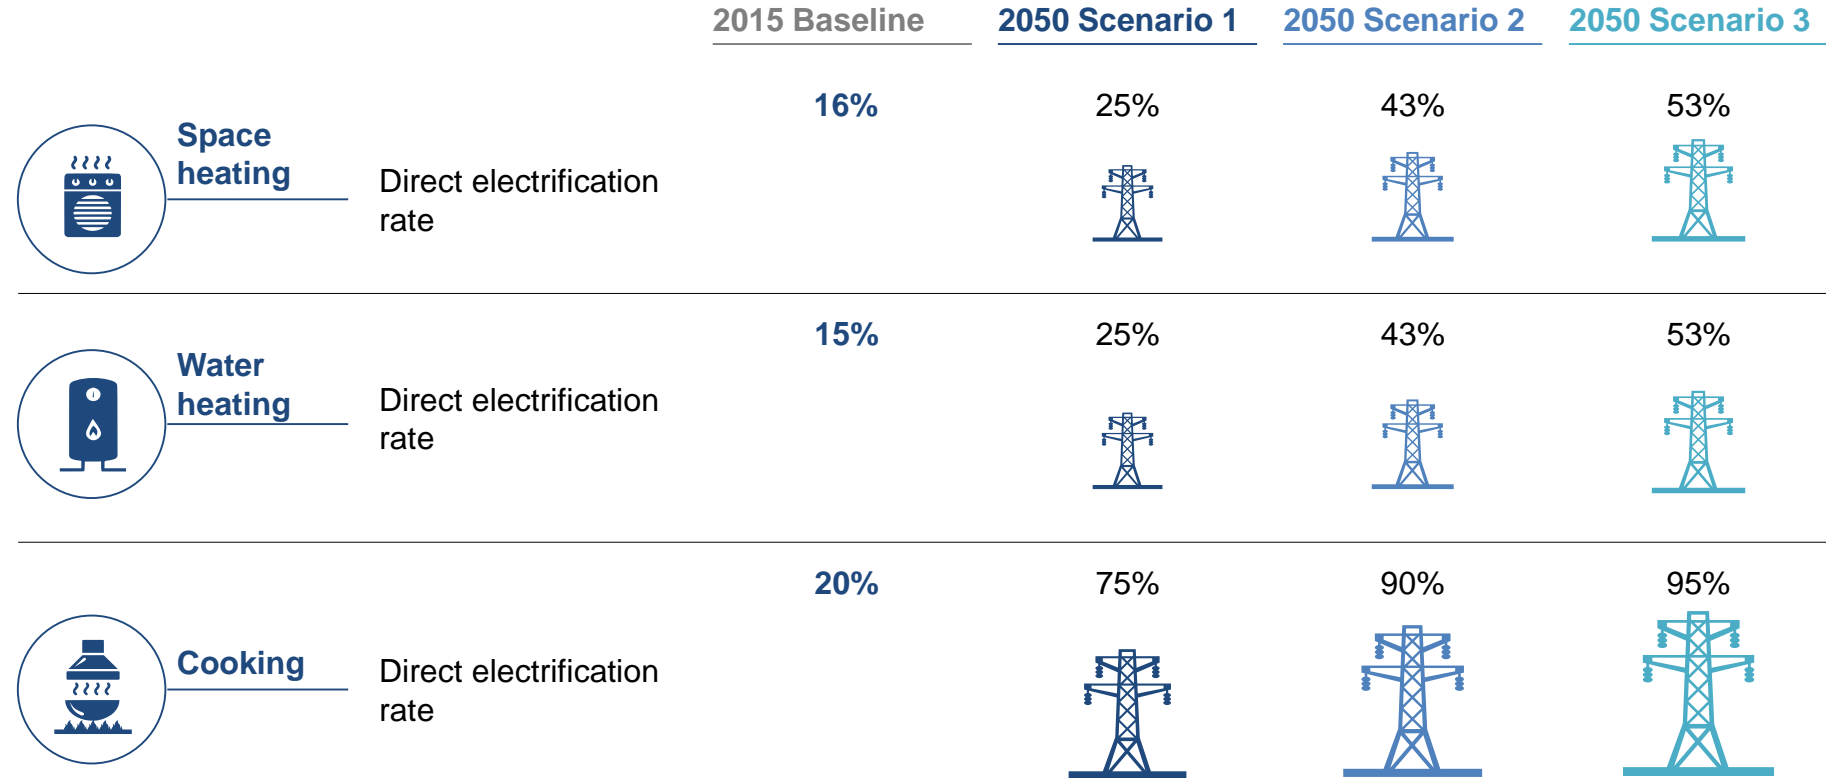 2015 Baseline 2050 Scenario 1 2050 Scenario 2 2050 Scenario 3
16% 25% 43% 53%
Space
heating
Direct electrification
rate
15% 25% 43% 53%
Water
heating
Direct electrification
rate
20% 75% 90% 95%
Cooking
Direct electrification
rate